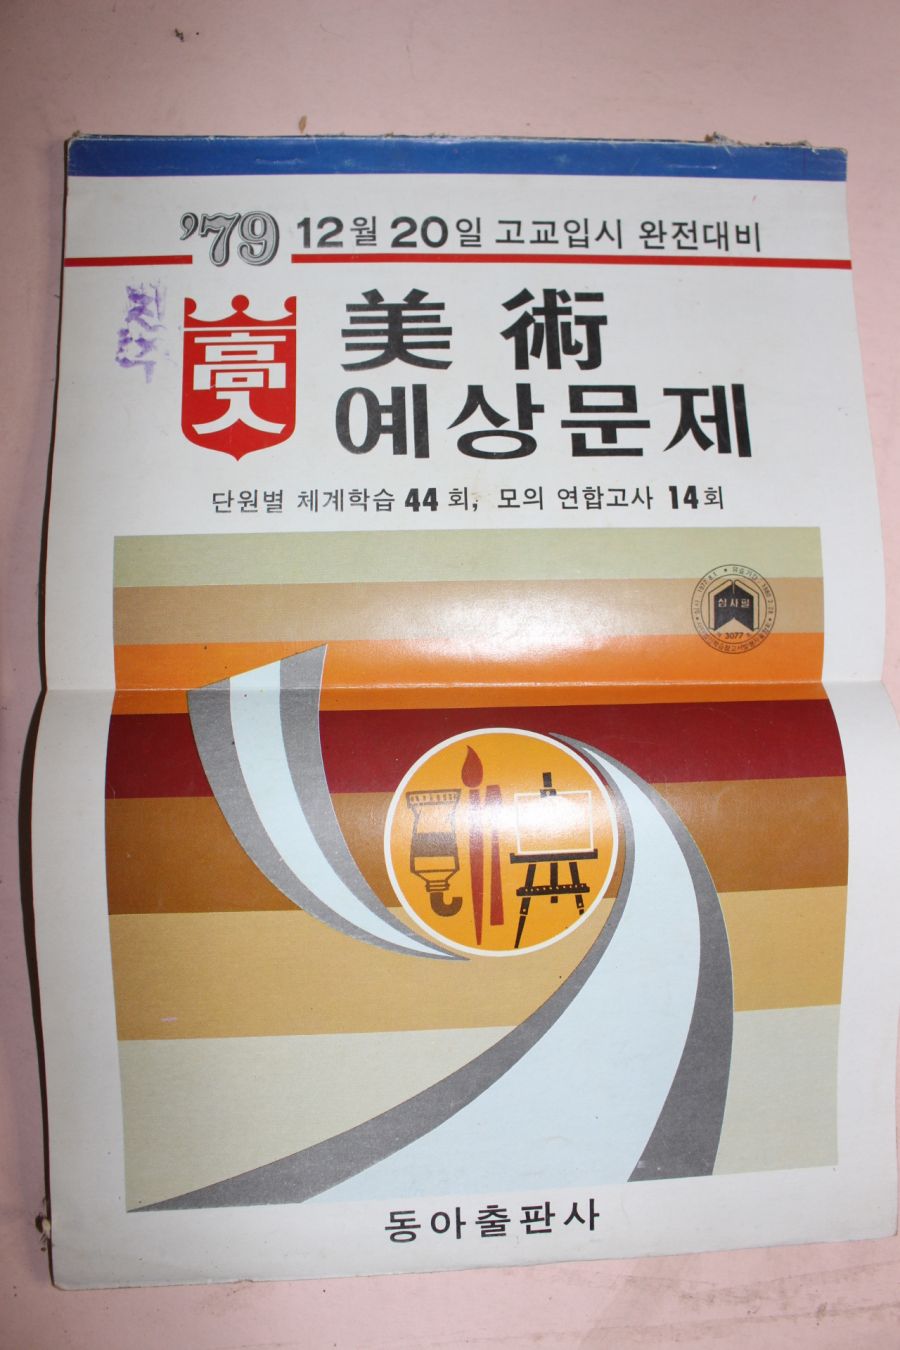 '79 12월 20일 고교입시 완전대비
高入
美術
예상문제
단원별 체계학습 44회, 모의 연합고사 14회
심사필
3077
동아출판사